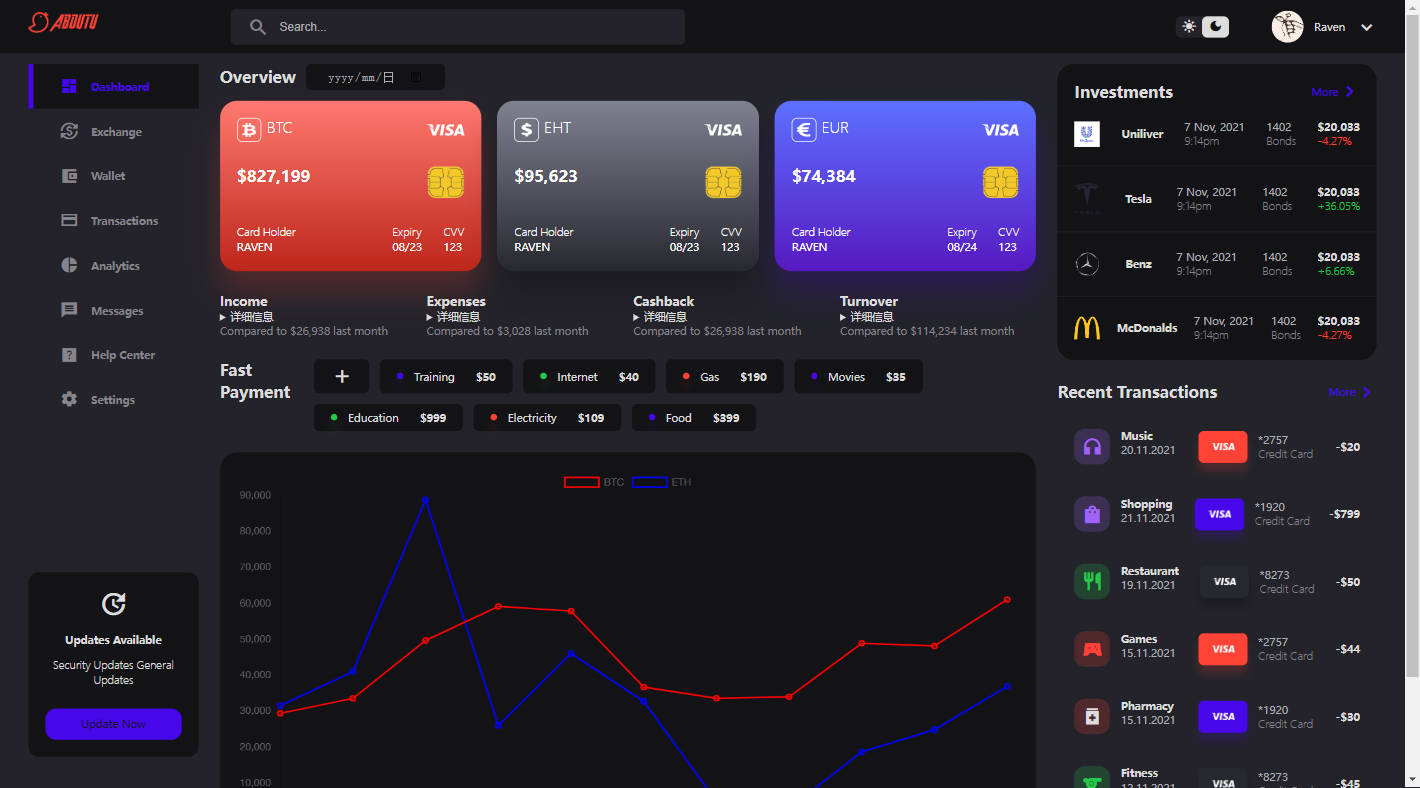 ABOUTU
Search...
Raven
Dashboard
Exchange
Wallet
Transactions
Analytics
Messages
Help Center
Settings
Updates Available
Security Updates General
Updates
Update Now
Overview
yyyy/mm/日
BTC
VISA
$827,199
Card Holder Expiry CVV
RAVEN 08/23 123
EHT
VISA
$95,623
Card Holder Expiry CVV
RAVEN 08/23 123
EUR
VISA
$74,384
Card Holder Expiry CVV
RAVEN 08/24 123
Income
详细信息
Compared to $26,938 last month
Expenses
详细信息
Compared to $3,028 last month
Cashback
详细信息
Compared to $26,938 last month
Turnover
详细信息
Compared to $114,234 last month
Fast
Payment
+ Training $50 Internet $40 Gas $190 Movies $35
Education $999 Electricity $109 Food $399
BTC ETH
90,000
80,000
70,000
60,000
50,000
40,000
30,000
20,000
10,000
Investments More
Uniliver 7 Nov, 2021 1402 $20,033
9:14pm Bonds -4.27%
Tesla 7 Nov, 2021 1402 $20,033
9:14pm Bonds +36.05%
Benz 7 Nov, 2021 1402 $20,033
9:14pm Bonds +6.66%
McDonalds 7 Nov, 2021 1402 $20,033
9:14pm Bonds -4.27%
Recent Transactions More
Music VISA *2757 -$20
20.11.2021 Credit Card
Shopping VISA *1920 -$799
21.11.2021 Credit Card
Restaurant VISA *8273 -$50
19.11.2021 Credit Card
Games VISA *2757 -$44
15.11.2021 Credit Card
Pharmacy VISA *1920 -$30
15.11.2021 Credit Card
Fitness VISA *8273 -$45